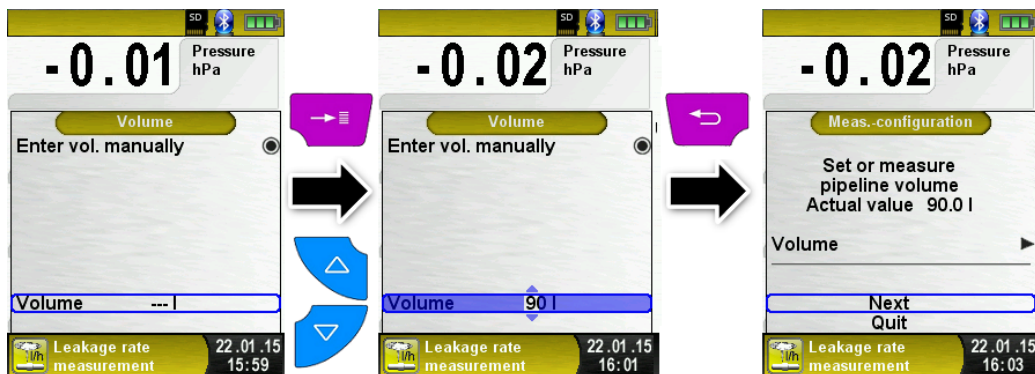 SD
-0.01 Pressure
hPa
Volume
Enter vol. manually
Volume --- l
l/h Leakage rate 22.01.15
measurement 15:59
SD
-0.02 Pressure
hPa
Volume
Enter vol. manually
Volume 90 l
l/h Leakage rate 22.01.15
measurement 16:01
SD
-0.02 Pressure
hPa
Meas.-configuration
Set or measure
pipeline volume
Actual value 90.0 l
Volume
Next
Quit
l/h Leakage rate 22.01.15
measurement 16:03